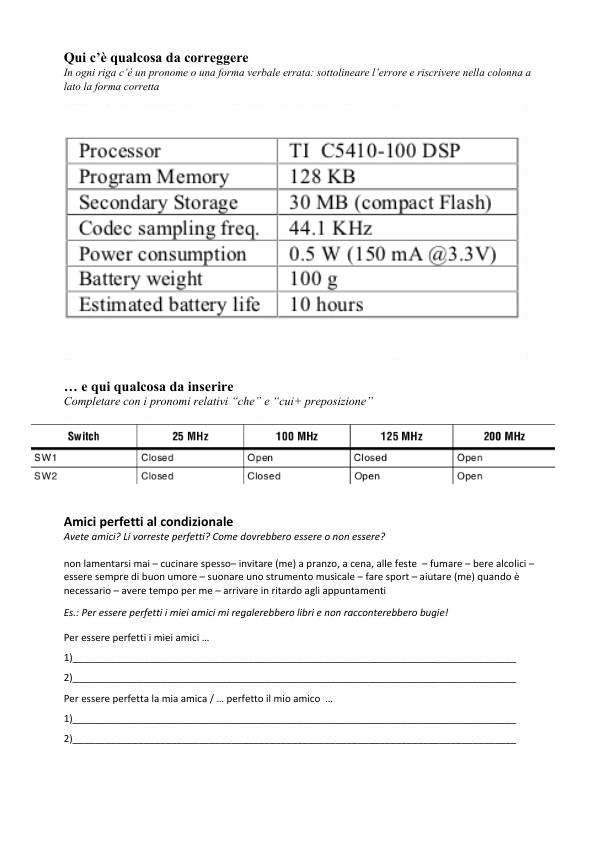 Qui c'è qualcosa da correggere
In ogni riga c'è un pronome o una forma verbale errata: sottolineare l'errore e riscrivere nella colonna a
lato la forma corretta
Processor TI C5410-100 DSP
Program Memory 128 KB
Secondary Storage 30 MB (compact Flash)
Codec sampling freq. 44.1 KHz
Power consumption 0.5 W (150 mA @3.3V)
Battery weight 100 g
Estimated battery life 10 hours
… e qui qualcosa da inserire
Completare con i pronomi relativi "che" e "cui+ preposizione"
Switch 25 MHz 100 MHz 125 MHz 200 MHz
SW1 Closed Open Closed Open
SW2 Closed Closed Open Open
Amici perfetti al condizionale
Avete amici? Li vorreste perfetti? Come dovrebbero essere o non essere?
non lamentarsi mai – cucinare spesso– invitare (me) a pranzo, a cena, alle feste – fumare – bere alcolici –
essere sempre di buon umore – suonare uno strumento musicale – fare sport – aiutare (me) quando è
necessario – avere tempo per me – arrivare in ritardo agli appuntamenti
Es.: Per essere perfetti i miei amici mi regalerebbero libri e non racconterebbero bugie!
Per essere perfetti i miei amici …
1)________________
2)________________
Per essere perfetta la mia amica / … perfetto il mio amico …
1)________________
2)________________